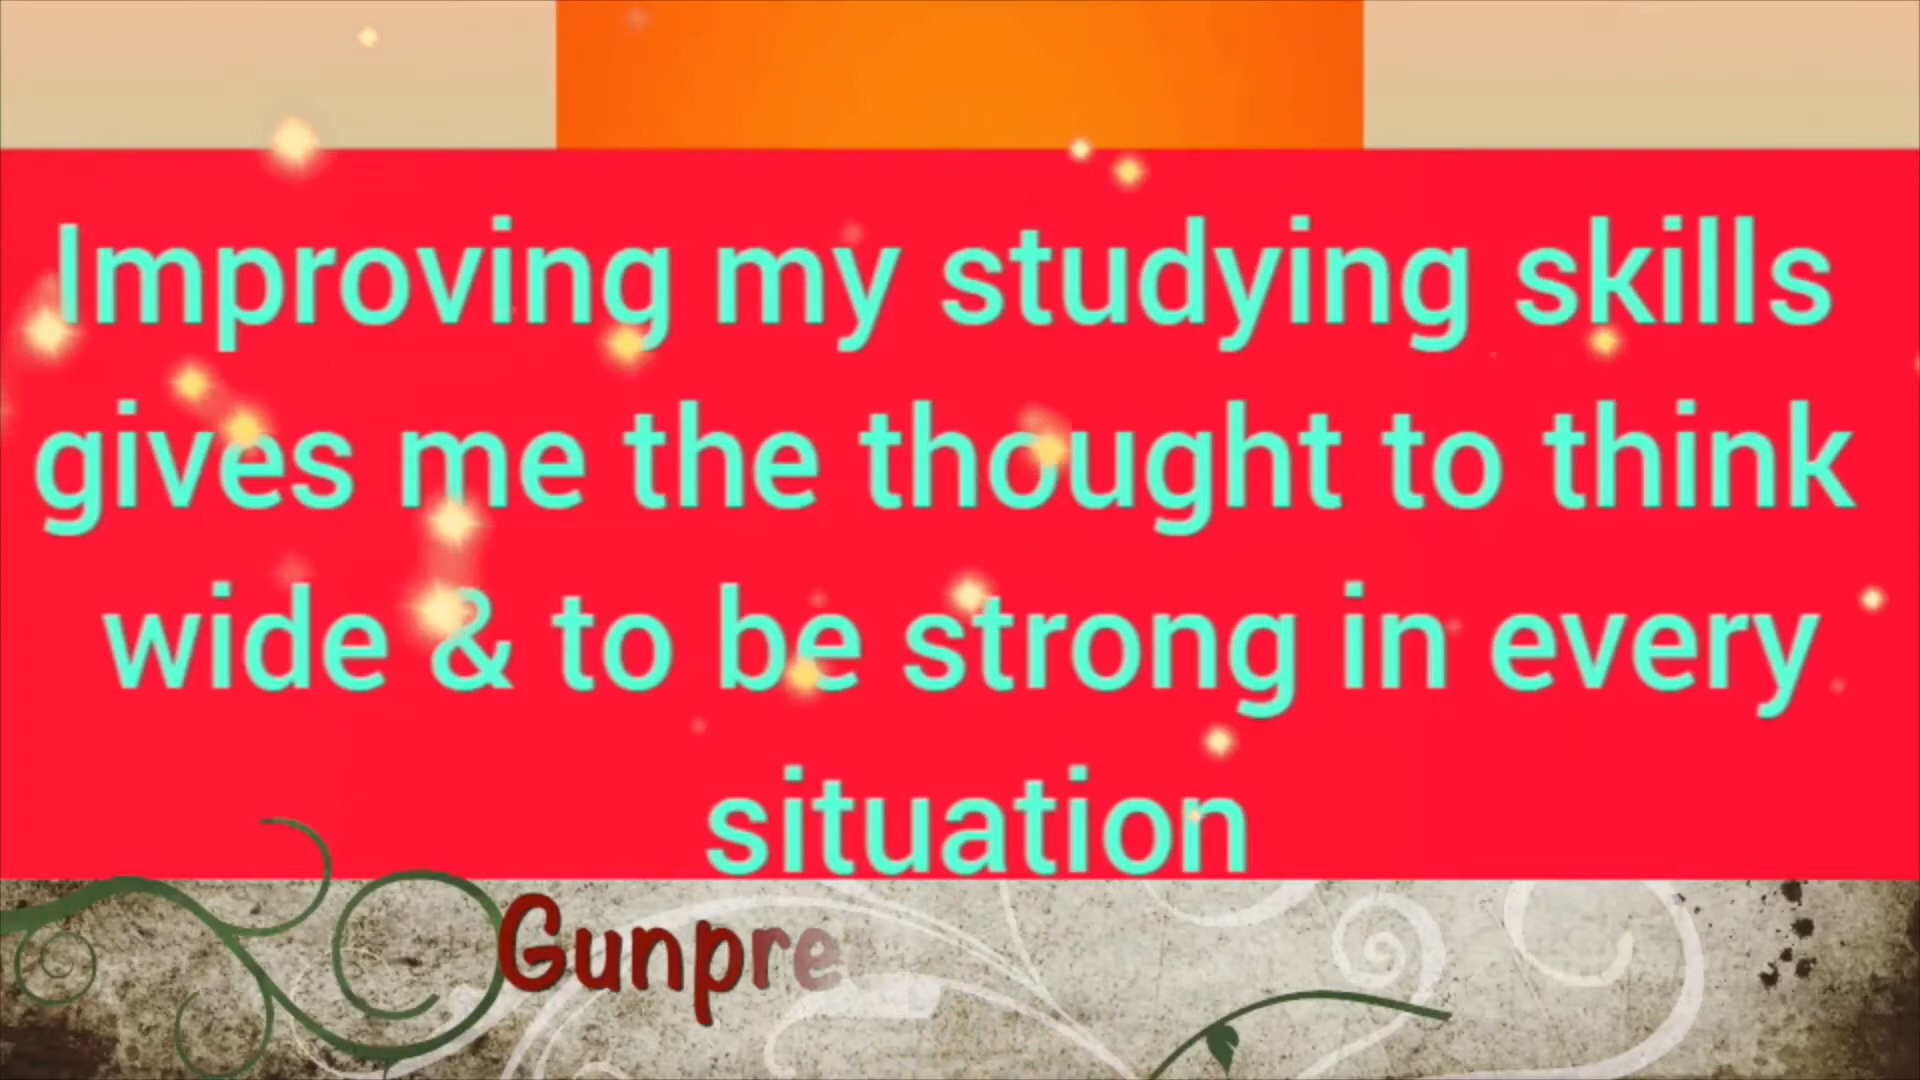 Improving my studying skills
gives me the thought to think
wide & to be strong in every
situation
Gunpre